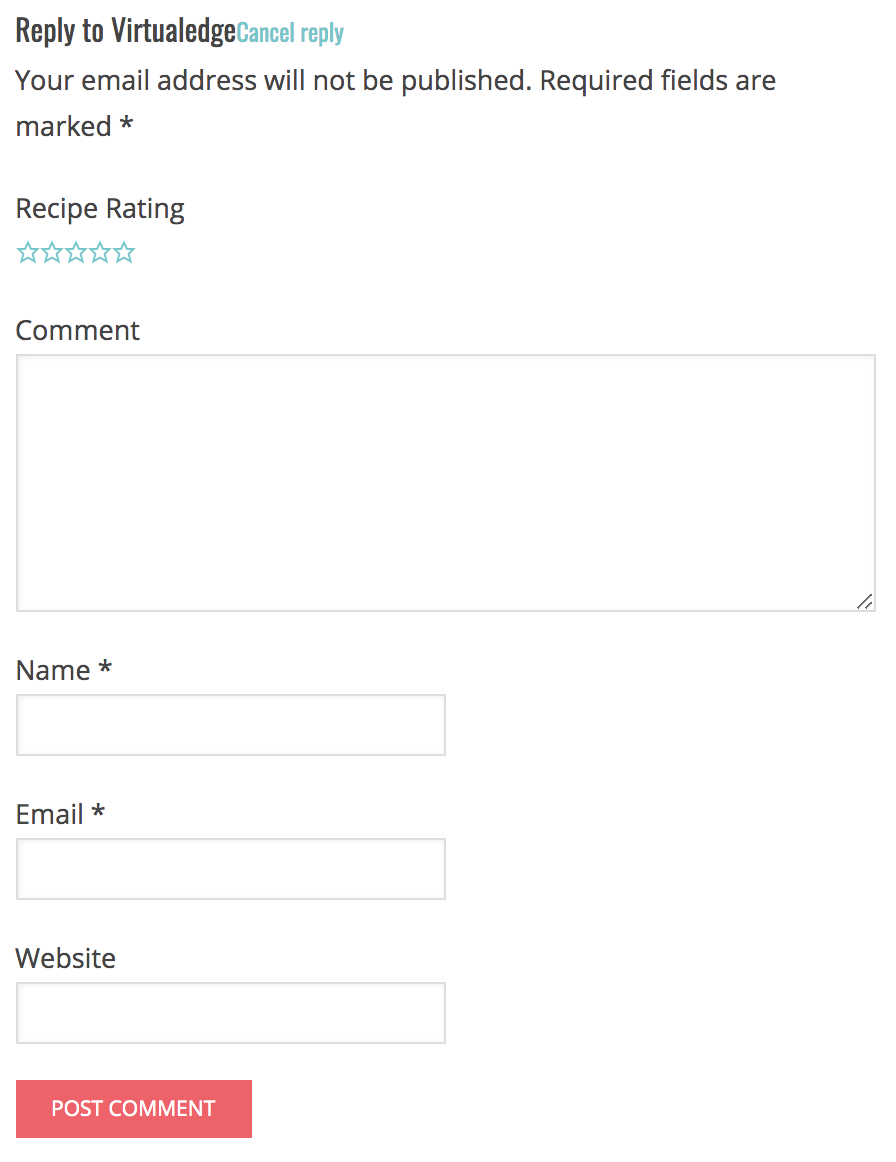 Reply to VirtualedgeCancel reply
Your email address will not be published. Required fields are
marked *
Recipe Rating
Comment
Name *
Email *
Website
POST COMMENT